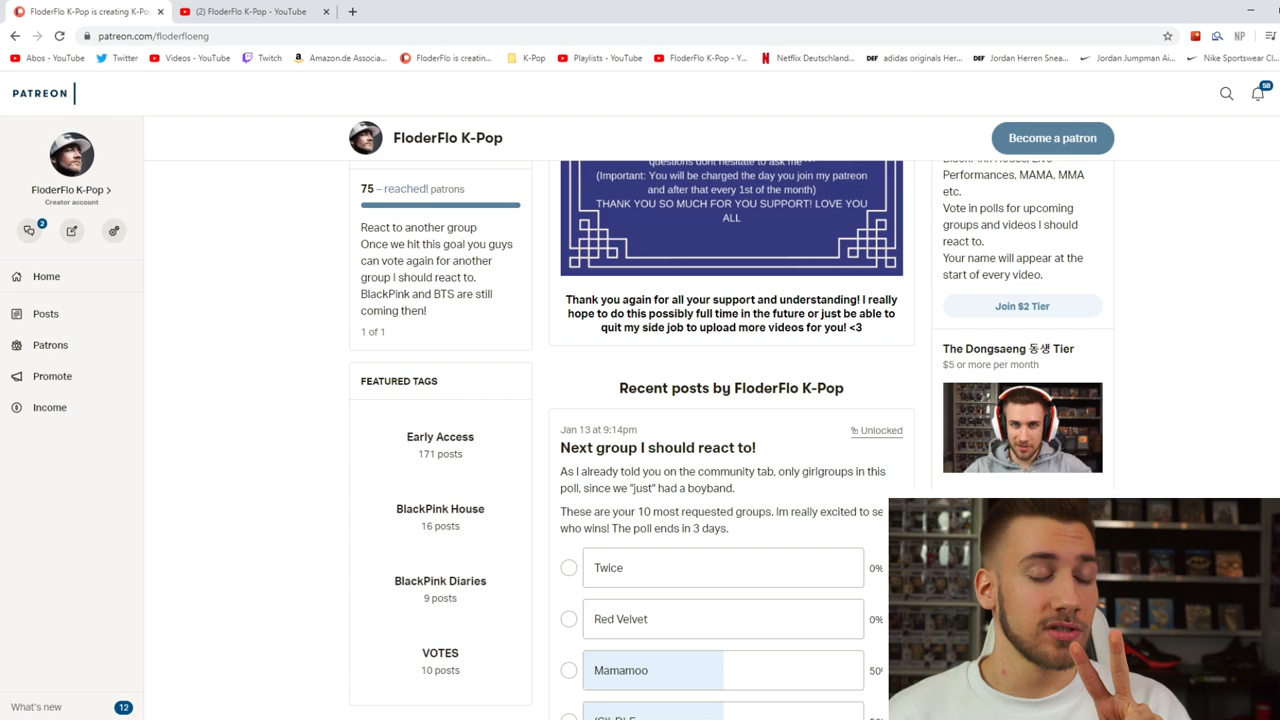 FloderFlo K-Pop is creating K-Pop
(2) FloderFlo K-Pop - YouTube
patreon.com/floderfloeng
NP
Abos - YouTube
Twitter
Videos - YouTube
Twitch
Amazon.de Associa...
FloderFlo is creatin...
K-Pop
Playlists - YouTube
FloderFlo K-Pop - Y...
Netflix Deutschland...
adidas originals Her...
Jordan Herren Snea...
Jordan Jumpman Ai...
Nike Sportswear Cl...
PATREON
58
FloderFlo K-Pop
Become a patron
FloderFlo K-Pop
Creator account
2
Home
Posts
Patrons
Promote
Income
What's new
12
75 – reached! patrons
React to another group
Once we hit this goal you guys
can vote again for another
group I should react to.
BlackPink and BTS are still
coming then!
1 of 1
FEATURED TAGS
Early Access
171 posts
BlackPink House
16 posts
BlackPink Diaries
9 posts
VOTES
10 posts
questions dont hesitate to ask me^^
(Important: You will be charged the day you join my patreon
and after that every 1st of the month)
THANK YOU SO MUCH FOR YOU SUPPORT! LOVE YOU
ALL
Thank you again for all your support and understanding! I really
hope to do this possibly full time in the future or just be able to
quit my side job to upload more videos for you! <3
Recent posts by FloderFlo K-Pop
Jan 13 at 9:14pm
Unlocked
Next group I should react to!
As I already told you on the community tab, only girlgroups in this
poll, since we "just" had a boyband.
These are your 10 most requested groups. Im really excited to se
who wins! The poll ends in 3 days.
Twice
0%
Red Velvet
0%
Mamamoo
50%
(G)I-DLE
Performances, MAMA, MMA
etc.
Vote in polls for upcoming
groups and videos I should
react to.
Your name will appear at the
start of every video.
Join $2 Tier
The Dongsaeng 동생 Tier
$5 or more per month